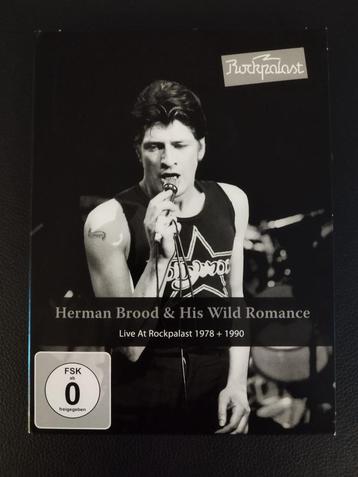 Rockpalast
Herman Brood & His Wild Romance
Live At Rockpalast 1978 + 1990
FSK
ab
0
freigegeben